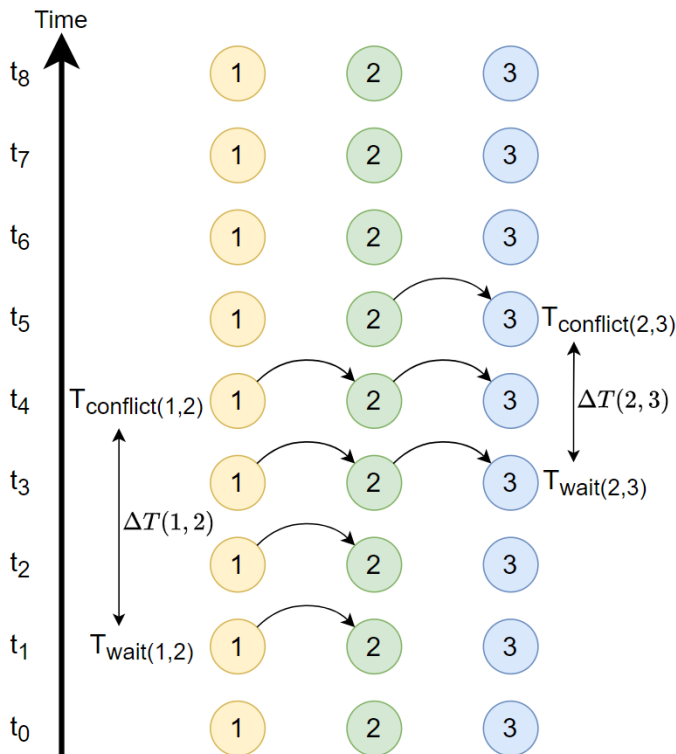 Time
t8 1 2 3
t7 1 2 3
t6 1 2 3
t5 1 2 3 Tconflict(2,3)
t4 Tconflict(1,2) 1 2 3 ΔT(2, 3)
t3 1 2 3 Twait(2,3)
ΔT(1, 2)
t2 1 2 3
t1 Twait(1,2) 1 2 3
t0 1 2 3